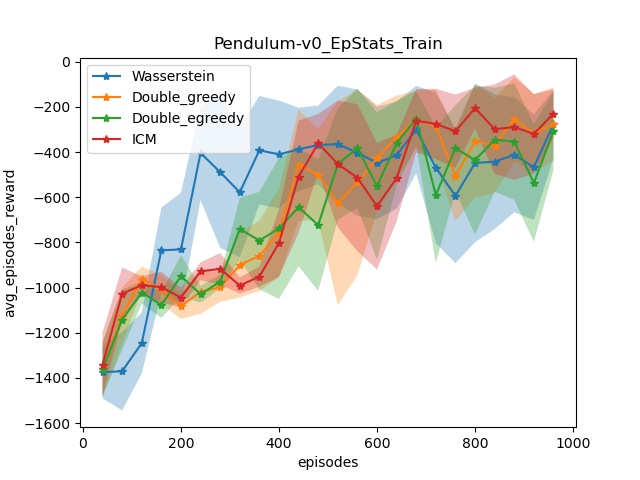 Pendulum-v0_EpStats_Train
Wasserstein
Double_greedy
Double_egreedy
ICM
avg_episodes_reward
0
−200
−400
−600
−800
−1000
−1200
−1400
−1600
0 200 400 600 800 1000
episodes